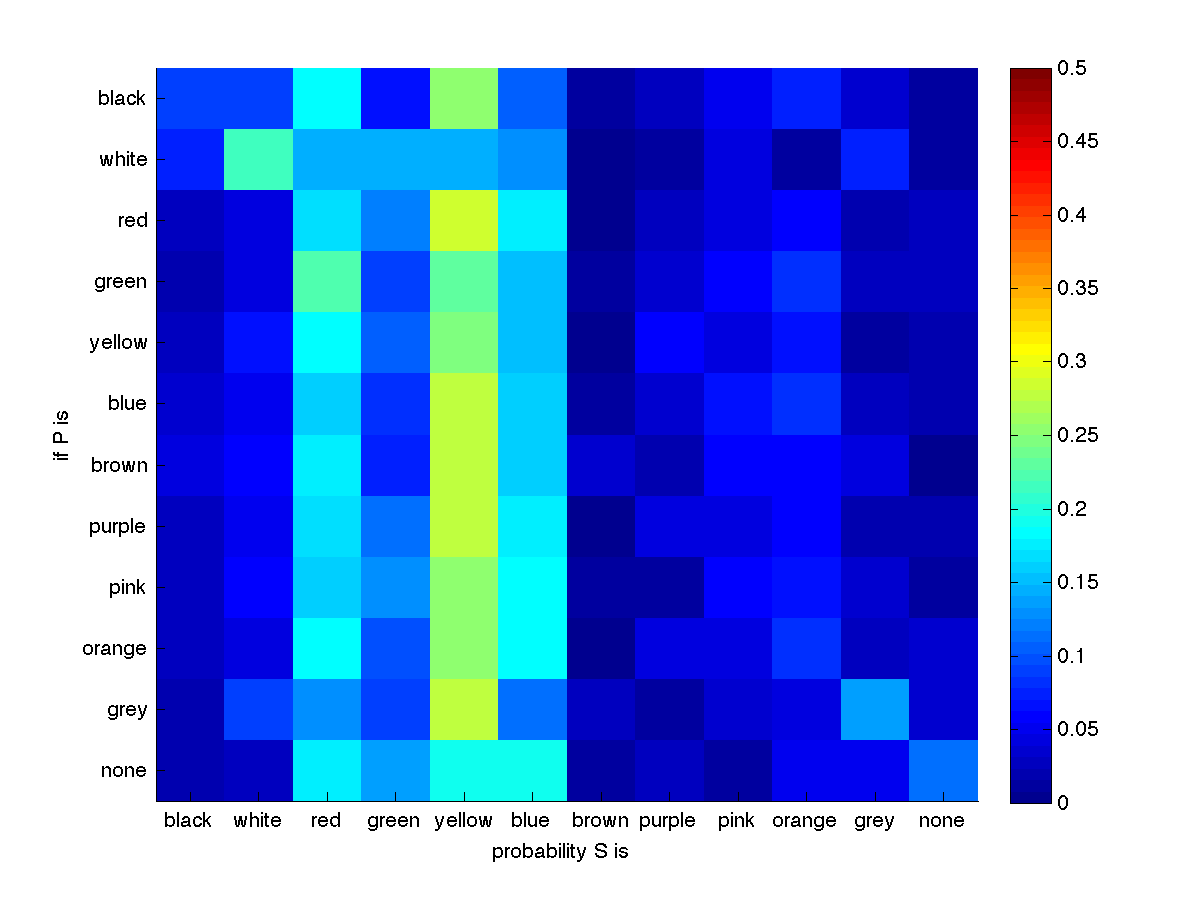 black
white
red
green
yellow
blue
brown
purple
pink
orange
grey
none
if P is
black white red green yellow blue brown purple pink orange grey none
probability S is
0.5
0.45
0.4
0.35
0.3
0.25
0.2
0.15
0.1
0.05
0